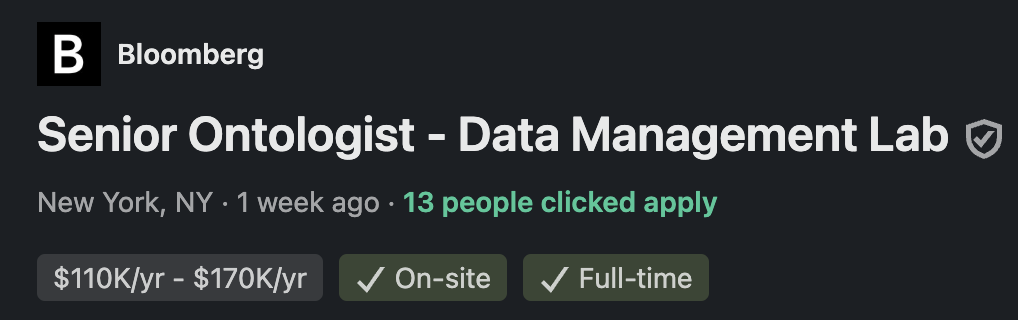 B Bloomberg
Senior Ontologist - Data Management Lab
New York, NY · 1 week ago · 13 people clicked apply
$110K/yr - $170K/yr ✓ On-site ✓ Full-time